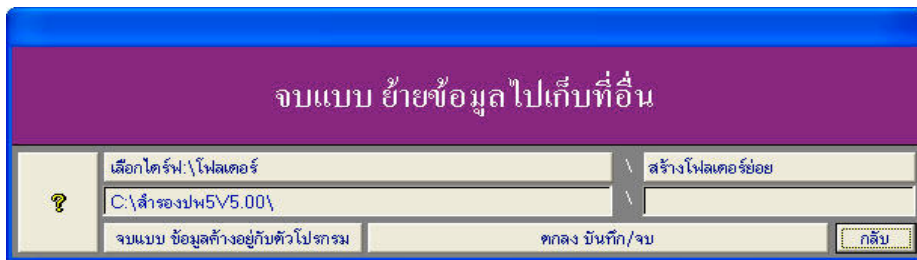 จบแบบ ย้ายข้อมูลไปเก็บที่อื่น
เลือกไดร์ฟ:\โฟลเดอร์ \ สร้างโฟลเดอร์ย่อย
? C:\สำรองปพ5V5.00\ \
จบแบบ ข้อมูลค้างอยู่กับตัวโปรกรม ตกลง บันทึก/จบ กลับ